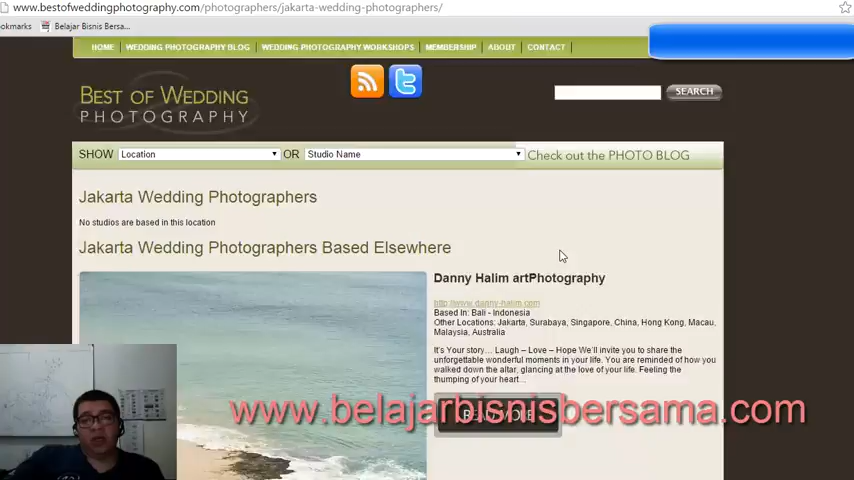 www.bestofweddingphotography.com/photographers/jakarta-wedding-photographers/
ookmarks Belajar Bisnis Bersa...
HOME WEDDING PHOTOGRAPHY BLOG WEDDING PHOTOGRAPHY WORKSHOPS MEMBERSHIP ABOUT CONTACT
BEST OF WEDDING
PHOTOGRAPHY
SEARCH
SHOW Location OR Studio Name Check out the PHOTO BLOG
Jakarta Wedding Photographers
No studios are based in this location
Jakarta Wedding Photographers Based Elsewhere
Danny Halim artPhotography
http://www.danny-halim.com
Based In: Bali - Indonesia
Other Locations: Jakarta, Surabaya, Singapore, China, Hong Kong, Macau,
Malaysia, Australia
It's Your story… Laugh – Love – Hope We'll invite you to share the
unforgettable wonderful moments in your life. You are reminded of how you
walked down the altar, glancing at the love of your life. Feeling the
thumping of your heart...
READ MORE
www.belajarbisnisbersama.com